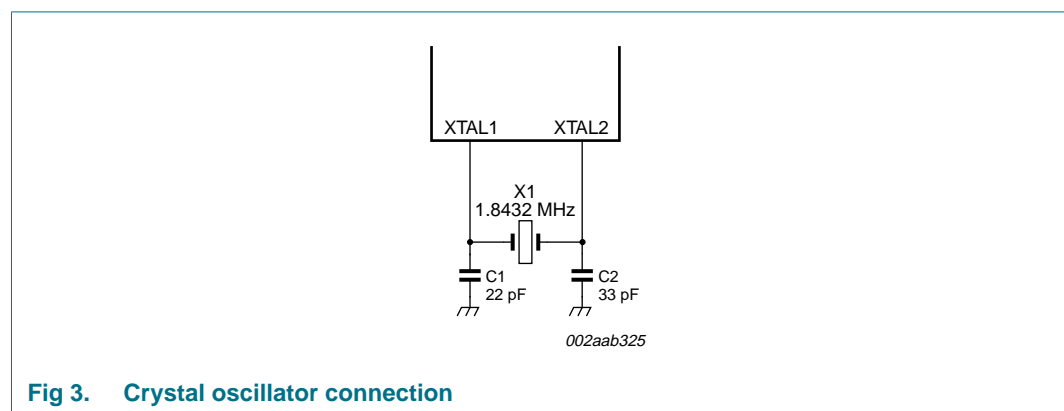 XTAL1 XTAL2
X1
1.8432 MHz
C1
22 pF
C2
33 pF
002aab325
Fig 3. Crystal oscillator connection